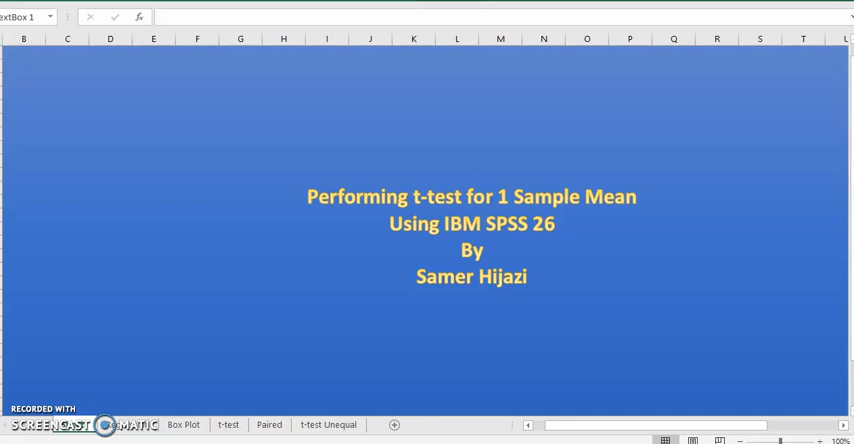 extBox 1
fx
B C D E F G H I J K L M N O P Q R S T U
Performing t-test for 1 Sample Mean
Using IBM SPSS 26
By
Samer Hijazi
RECORDED WITH
SCREENCAST MATIC
Box Plot t-test Paired t-test Unequal
100%